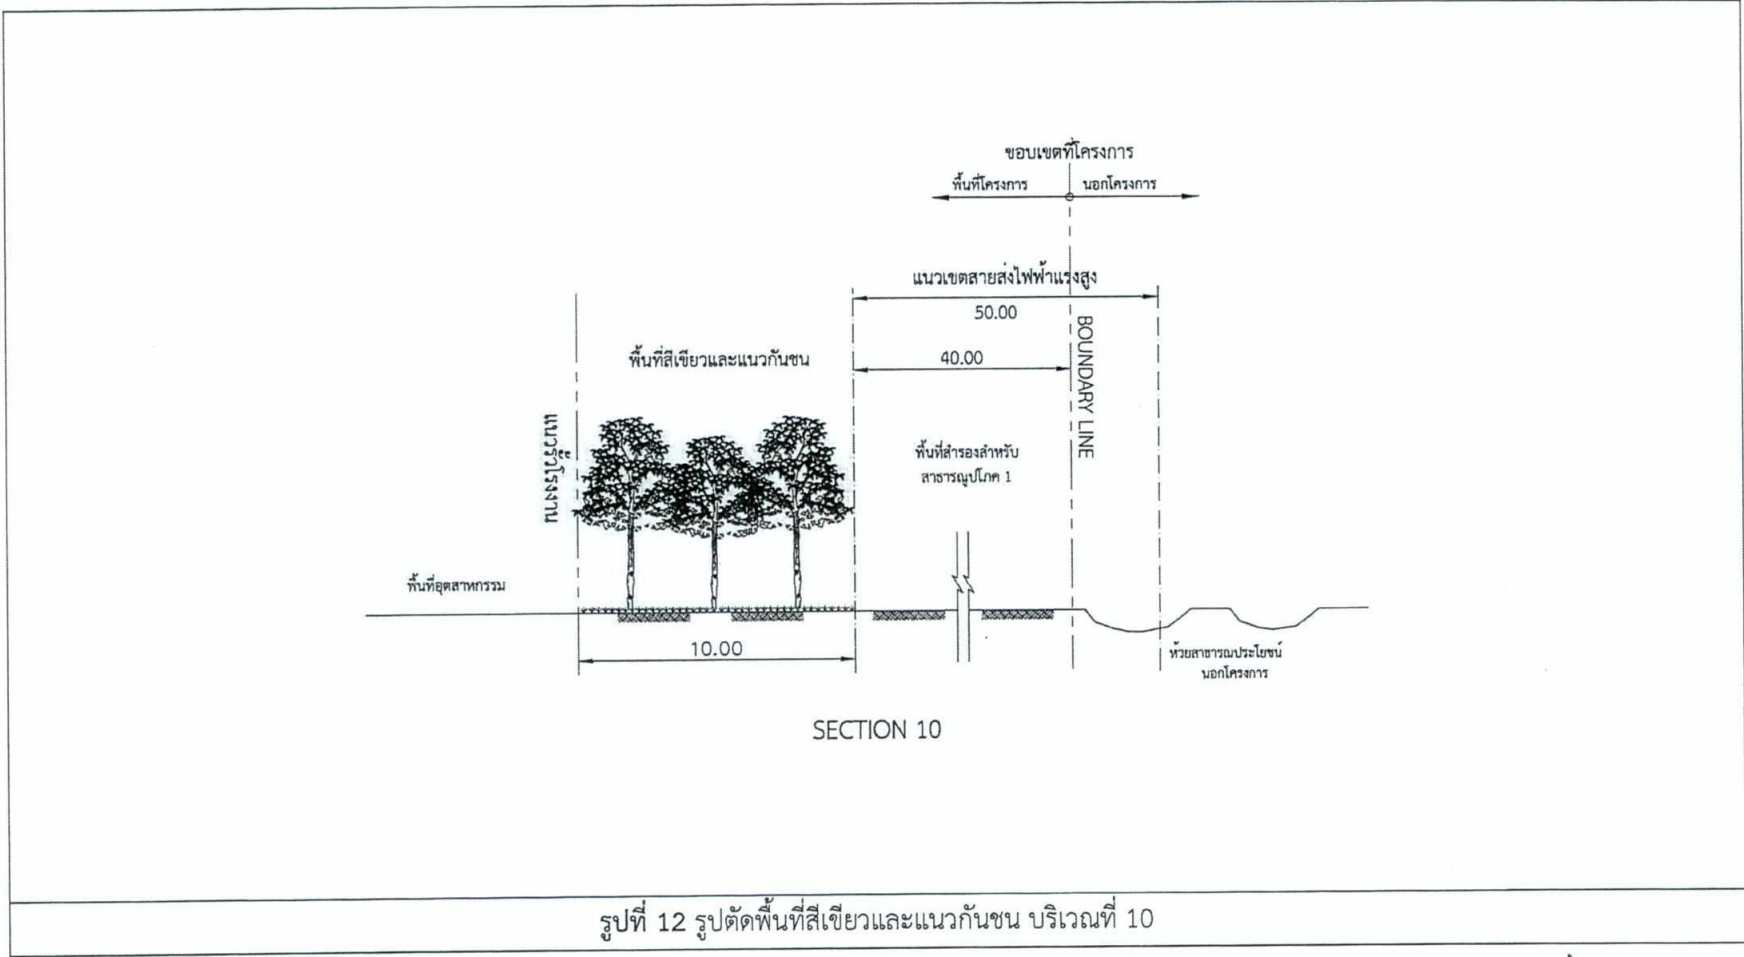 ขอบเขตที่โครงการ
พื้นที่โครงการ
นอกโครงการ
แนวเขตสายส่งไฟฟ้าแรงสูง
50.00
40.00
BOUNDARY LINE
พื้นที่สีเขียวและแนวกันชน
แนวรั้วโรงงาน
พื้นที่สำรองสำหรับ
สาธารณูปโภค 1
พื้นที่อุตสาหกรรม
10.00
ห้วยสาธารณประโยชน์
นอกโครงการ
SECTION 10
รูปที่ 12 รูปตัดพื้นที่สีเขียวและแนวกันชน บริเวณที่ 10